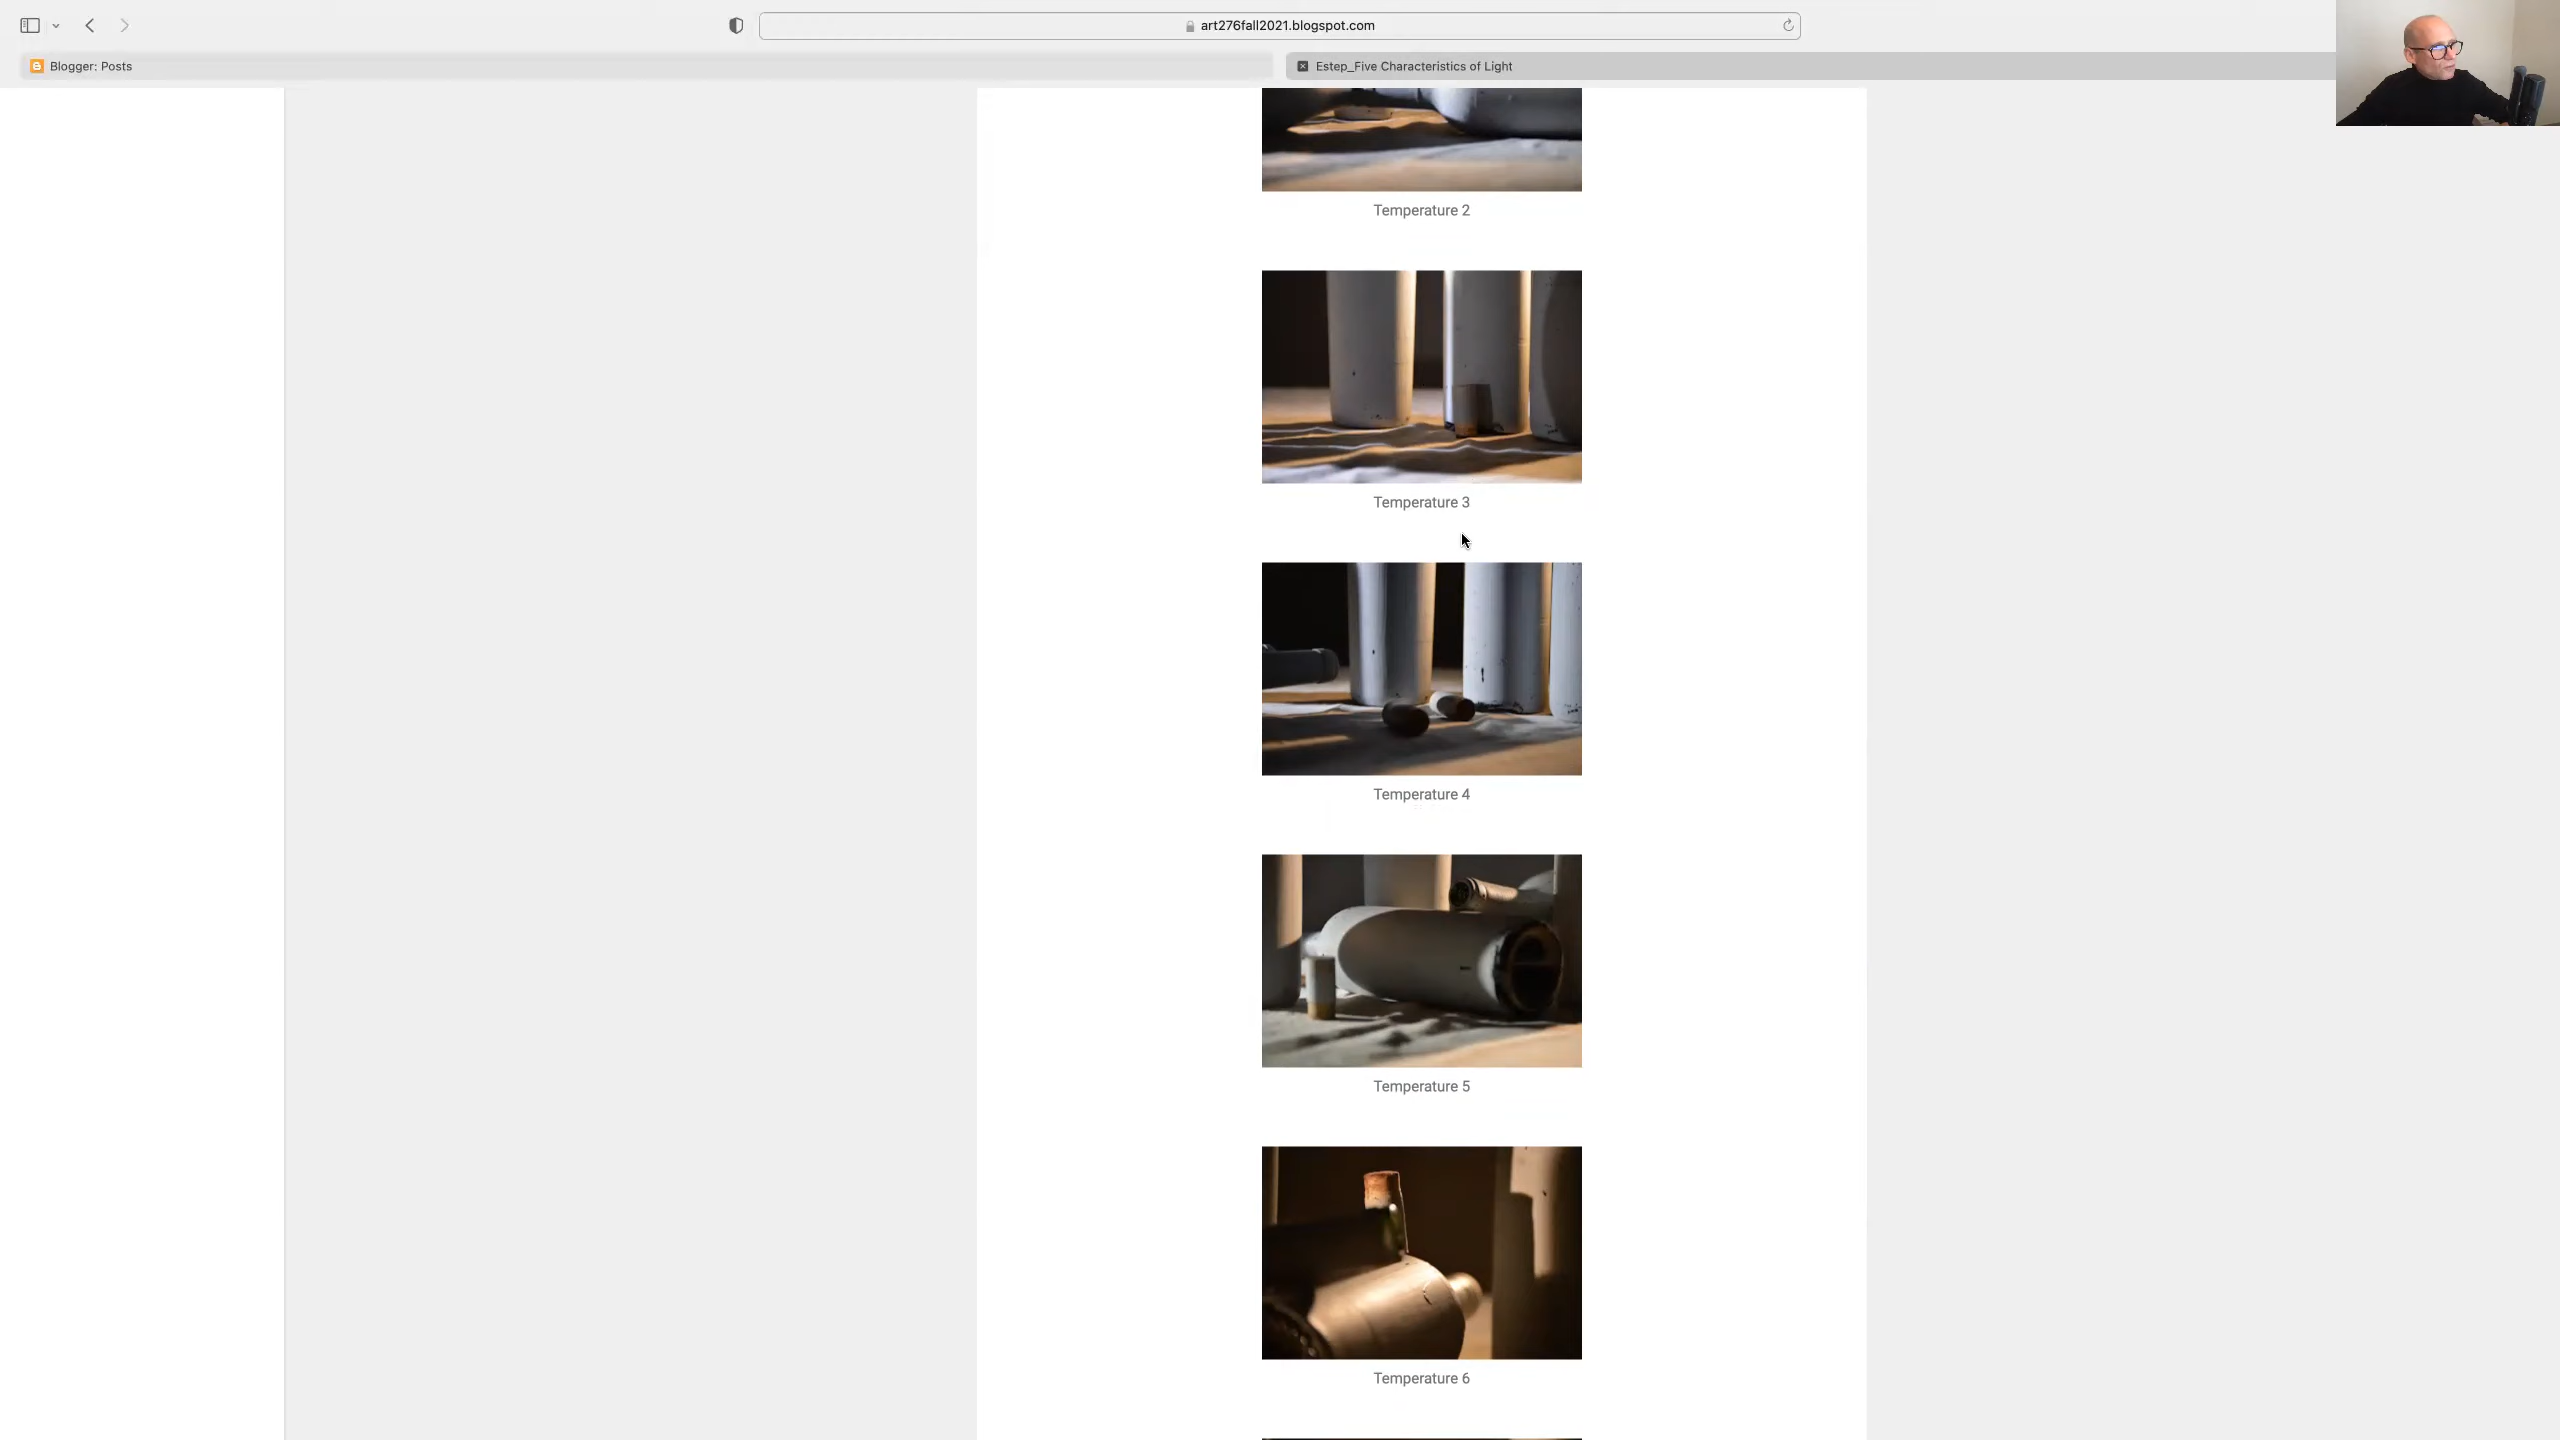 art276fall2021.blogspot.com
Blogger: Posts
Estep_Five Characteristics of Light
Temperature 2
Temperature 3
Temperature 4
Temperature 5
Temperature 6